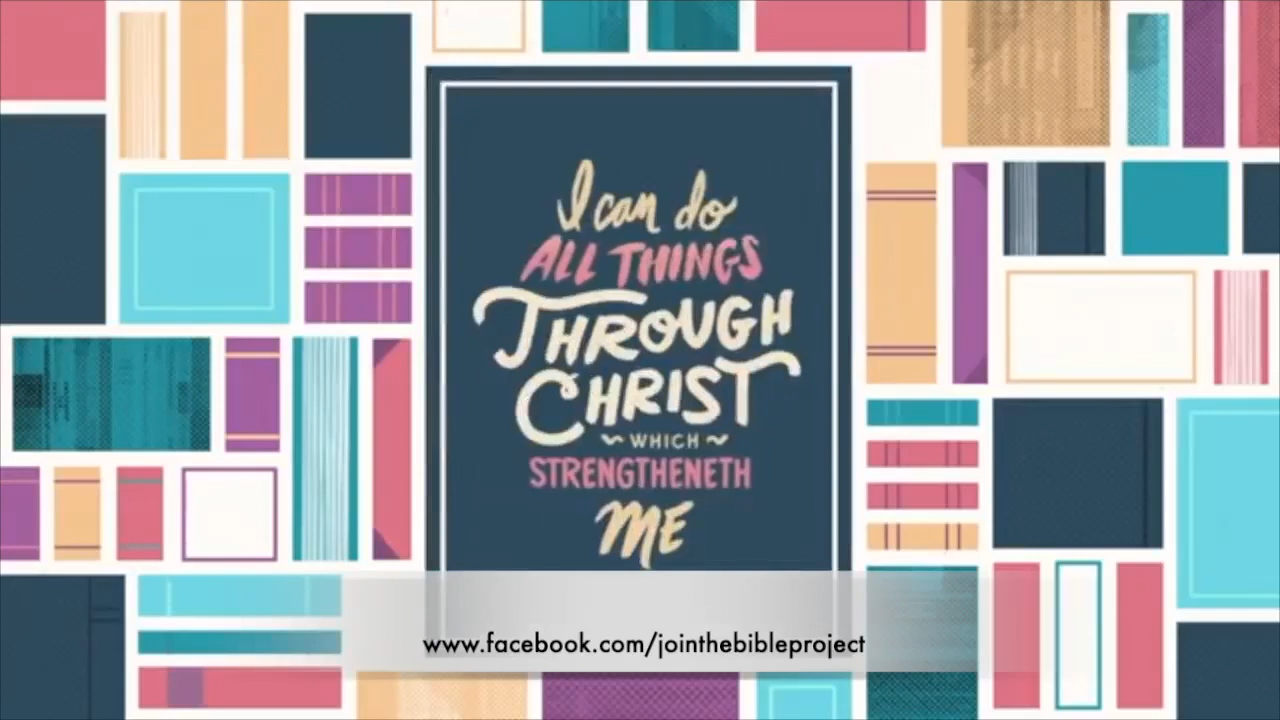 I can do
ALL THINGS
THROUGH
CHRIST
~ WHICH ~
STRENGTHENETH
ME
www.facebook.com/jointhebibleproject